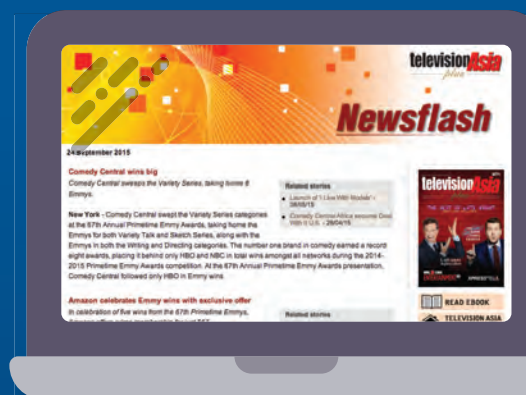 televisionAsia
plus
Newsflash
24 September 2015
Comedy Central wins big
Comedy Central sweeps the Variety Series, taking home 8
Emmys.
New York - Comedy Central swept the Variety Series categories
at the 67th Annual Primetime Emmy Awards, taking home the
Emmys for both Variety Talk and Sketch Series, along with the
Emmys in both the Writing and Directing categories. The number one brand in comedy earned a record
eight awards, placing it behind only HBO and NBC in total wins amongst all networks during the 2014-
2015 Primetime Emmy Awards competition. At the 67th Annual Primetime Emmy Awards presentation,
Comedy Central followed only HBO in Emmy wins.
Related stories
Comedy Central Africa
Amazon celebrates Emmy wins with exclusive offer
In celebration of five wins from the 67th Primetime Emmys,
Related stories
televisionAsia
READ EBOOK
TELEVISION ASIA